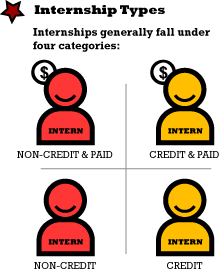 Internship Types
Internships generally fall under
four categories:
$ $
INTERN INTERN
NON-CREDIT & PAID CREDIT & PAID
INTERN INTERN
NON-CREDIT CREDIT